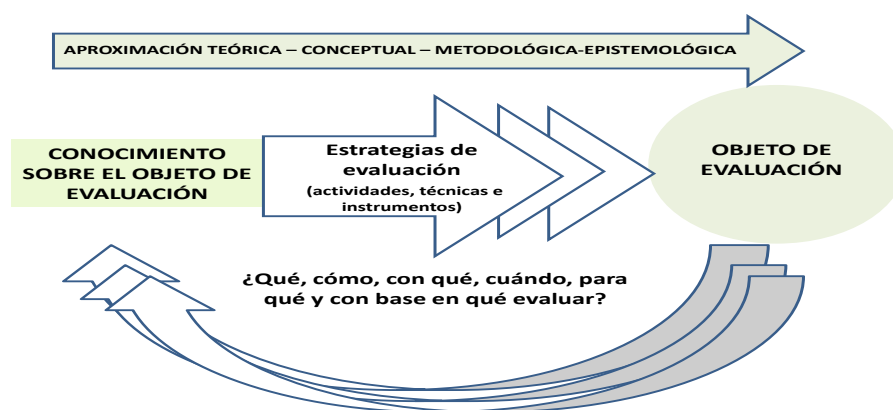 APROXIMACIÓN TEÓRICA – CONCEPTUAL – METODOLÓGICA-EPISTEMOLÓGICA
CONOCIMIENTO
SOBRE EL OBJETO DE
EVALUACIÓN
Estrategias de
evaluación
(actividades, técnicas e
instrumentos)
OBJETO DE
EVALUACIÓN
¿Qué, cómo, con qué, cuándo, para
qué y con base en qué evaluar?